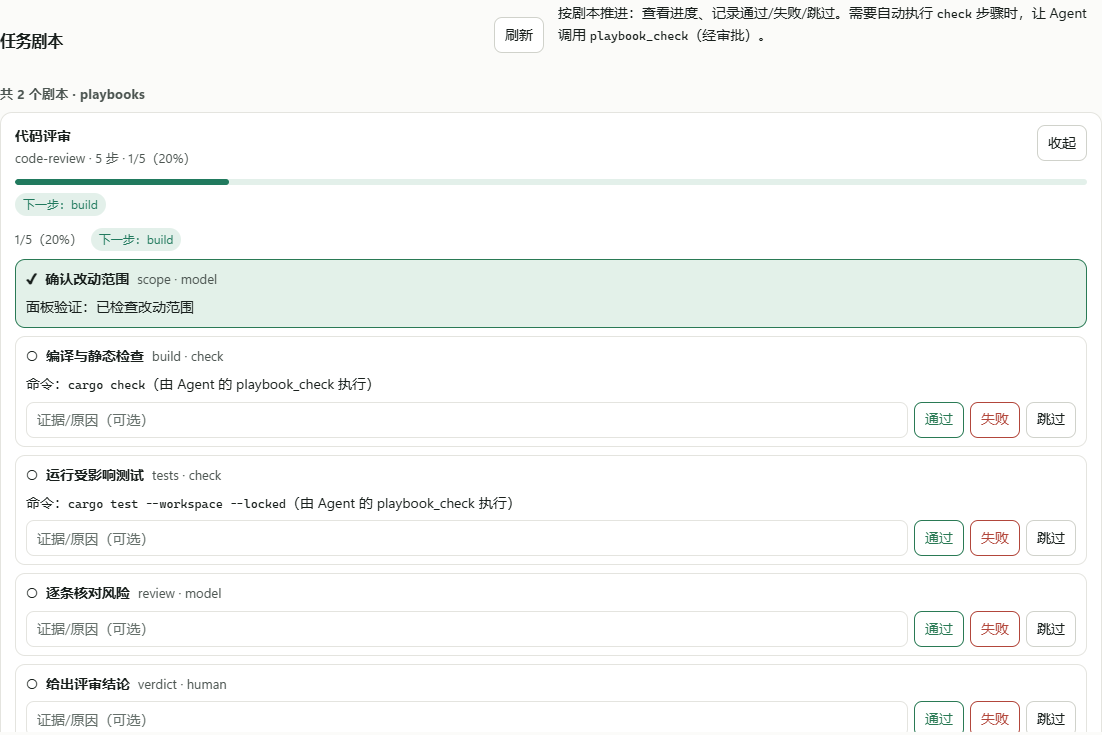 任务剧本
刷新
按剧本推进：查看进度、记录通过/失败/跳过。需要自动执行 check 步骤时，让 Agent
调用 playbook_check（经审批）。
共 2 个剧本 · playbooks
代码评审
code-review · 5 步 · 1/5（20%）
收起
下一步：build
1/5（20%） 下一步：build
✓ 确认改动范围 scope · model
面板验证：已检查改动范围
○ 编译与静态检查 build · check
命令：cargo check（由 Agent 的 playbook_check 执行）
证据/原因（可选） 通过 失败 跳过
○ 运行受影响测试 tests · check
命令：cargo test --workspace --locked（由 Agent 的 playbook_check 执行）
证据/原因（可选） 通过 失败 跳过
○ 逐条核对风险 review · model
证据/原因（可选） 通过 失败 跳过
○ 给出评审结论 verdict · human
证据/原因（可选） 通过 失败 跳过